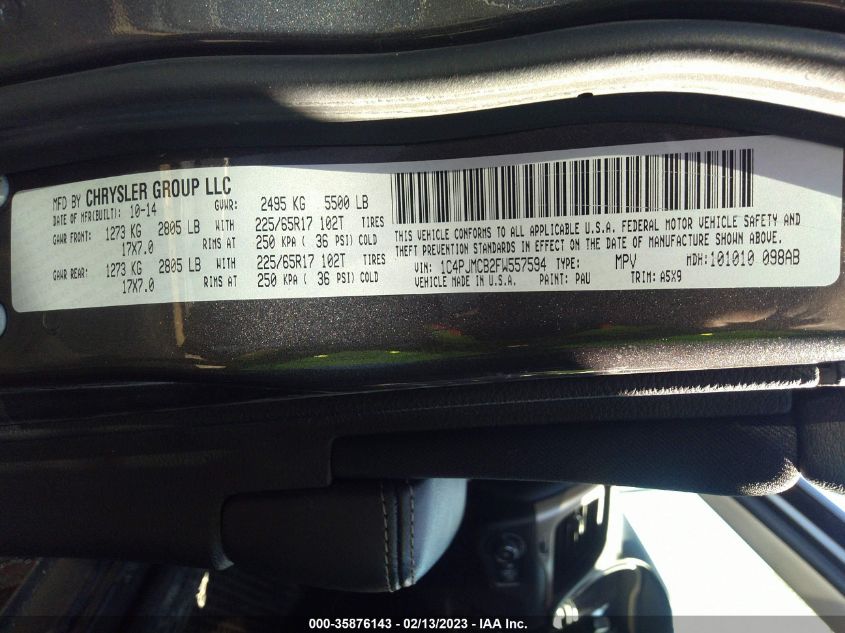 MFD BY CHRYSLER GROUP LLC
DATE OF MFR(BUILT): 10-14 GVWR: 2495 KG 5500 LB
GAWR FRONT: 1273 KG 2805 LB WITH 225/65R17 102T TIRES
17X7.0 RIMS AT 250 KPA ( 36 PSI) COLD
GAWR REAR: 1273 KG 2805 LB WITH 225/65R17 102T TIRES
17X7.0 RIMS AT 250 KPA ( 36 PSI) COLD
THIS VEHICLE CONFORMS TO ALL APPLICABLE U.S.A. FEDERAL MOTOR VEHICLE SAFETY AND
THEFT PREVENTION STANDARDS IN EFFECT ON THE DATE OF MANUFACTURE SHOWN ABOVE.
VIN: 1C4PJMCB2FW557594 TYPE: MPV MDH: 101010 098AB
VEHICLE MADE IN U.S.A. PAINT: PAU TRIM: A5X9
000-35876143 — 02/13/2023 — IAA Inc.